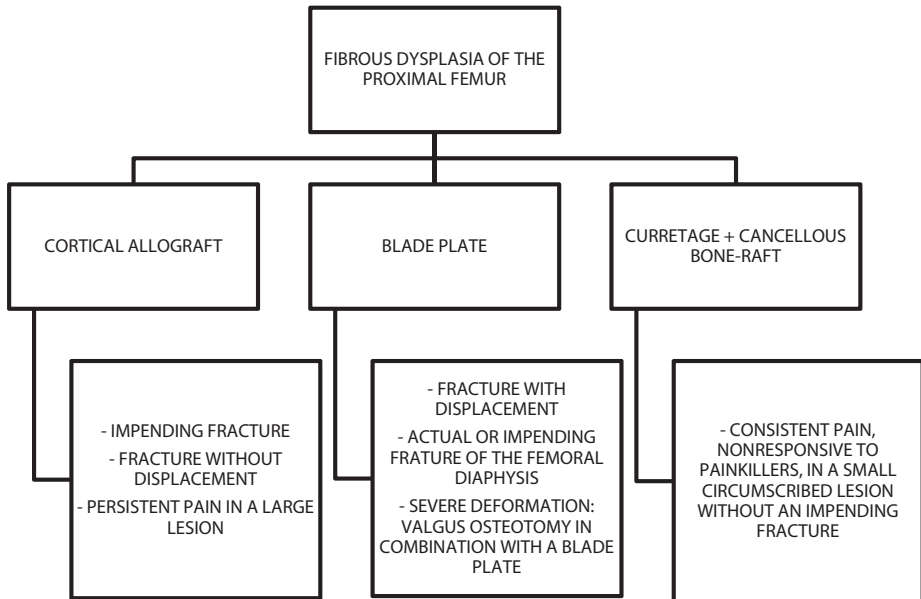 FIBROUS DYSPLASIA OF THE
PROXIMAL FEMUR
CORTICAL ALLOGRAFT
BLADE PLATE
CURRETAGE + CANCELLOUS
BONE-RAFT
- IMPENDING FRACTURE
- FRACTURE WITHOUT
DISPLACEMENT
- PERSISTENT PAIN IN A LARGE
LESION
- FRACTURE WITH
DISPLACEMENT
- ACTUAL OR IMPENDING
FRATURE OF THE FEMORAL
DIAPHYSIS
- SEVERE DEFORMATION:
VALGUS OSTEOTOMY IN
COMBINATION WITH A BLADE
PLATE
- CONSISTENT PAIN,
NONRESPONSIVE TO
PAINKILLERS, IN A SMALL
CIRCUMSCRIBED LESION
WITHOUT AN IMPENDING
FRACTURE